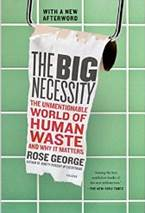 WITH A NEW
AFTERWORD
THE BIG
NECESSITY
THE UNMENTIONABLE
WORLD OF
HUMAN
WASTE
AND WHY IT MATTERS
ROSE GEORGE